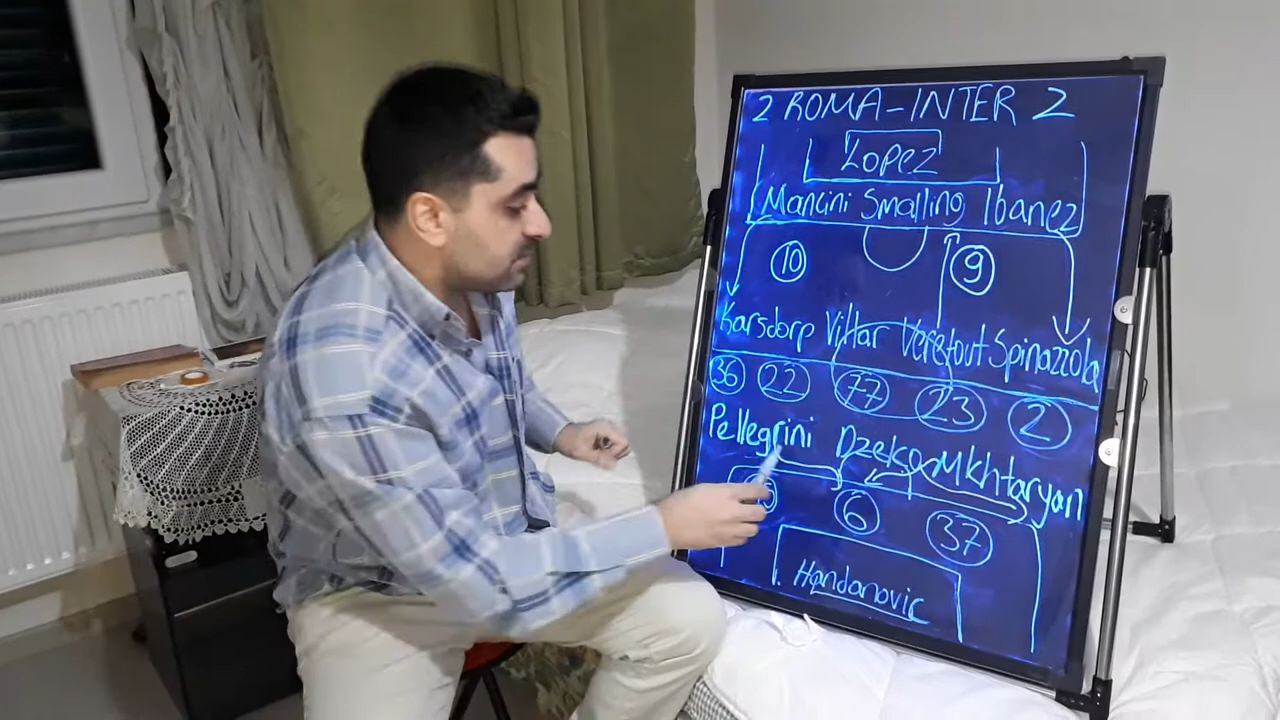 2 ROMA-INTER 2
Lopez
Mancini Smalling Ibanez
10 9
Karsdorp Villar Veretout Spinazzola
36 22 77 23 2
Pellegrini Dzeko Mkhtaryan
6 37
Handanovic